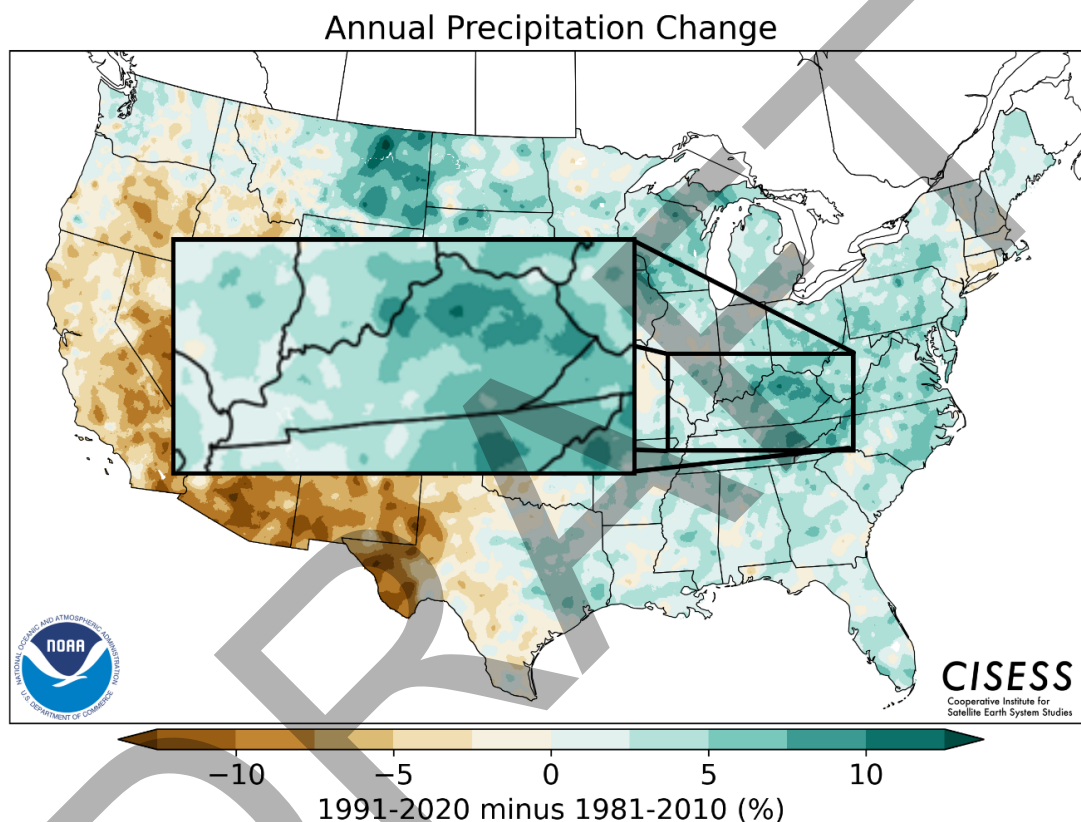 Annual Precipitation Change
DRAFT
NATIONAL OCEANIC AND ATMOSPHERIC ADMINISTRATION
NOAA
U.S. DEPARTMENT OF COMMERCE
CISESS
Cooperative Institute for
Satellite Earth System Studies
−10 −5 0 5 10
1991-2020 minus 1981-2010 (%)